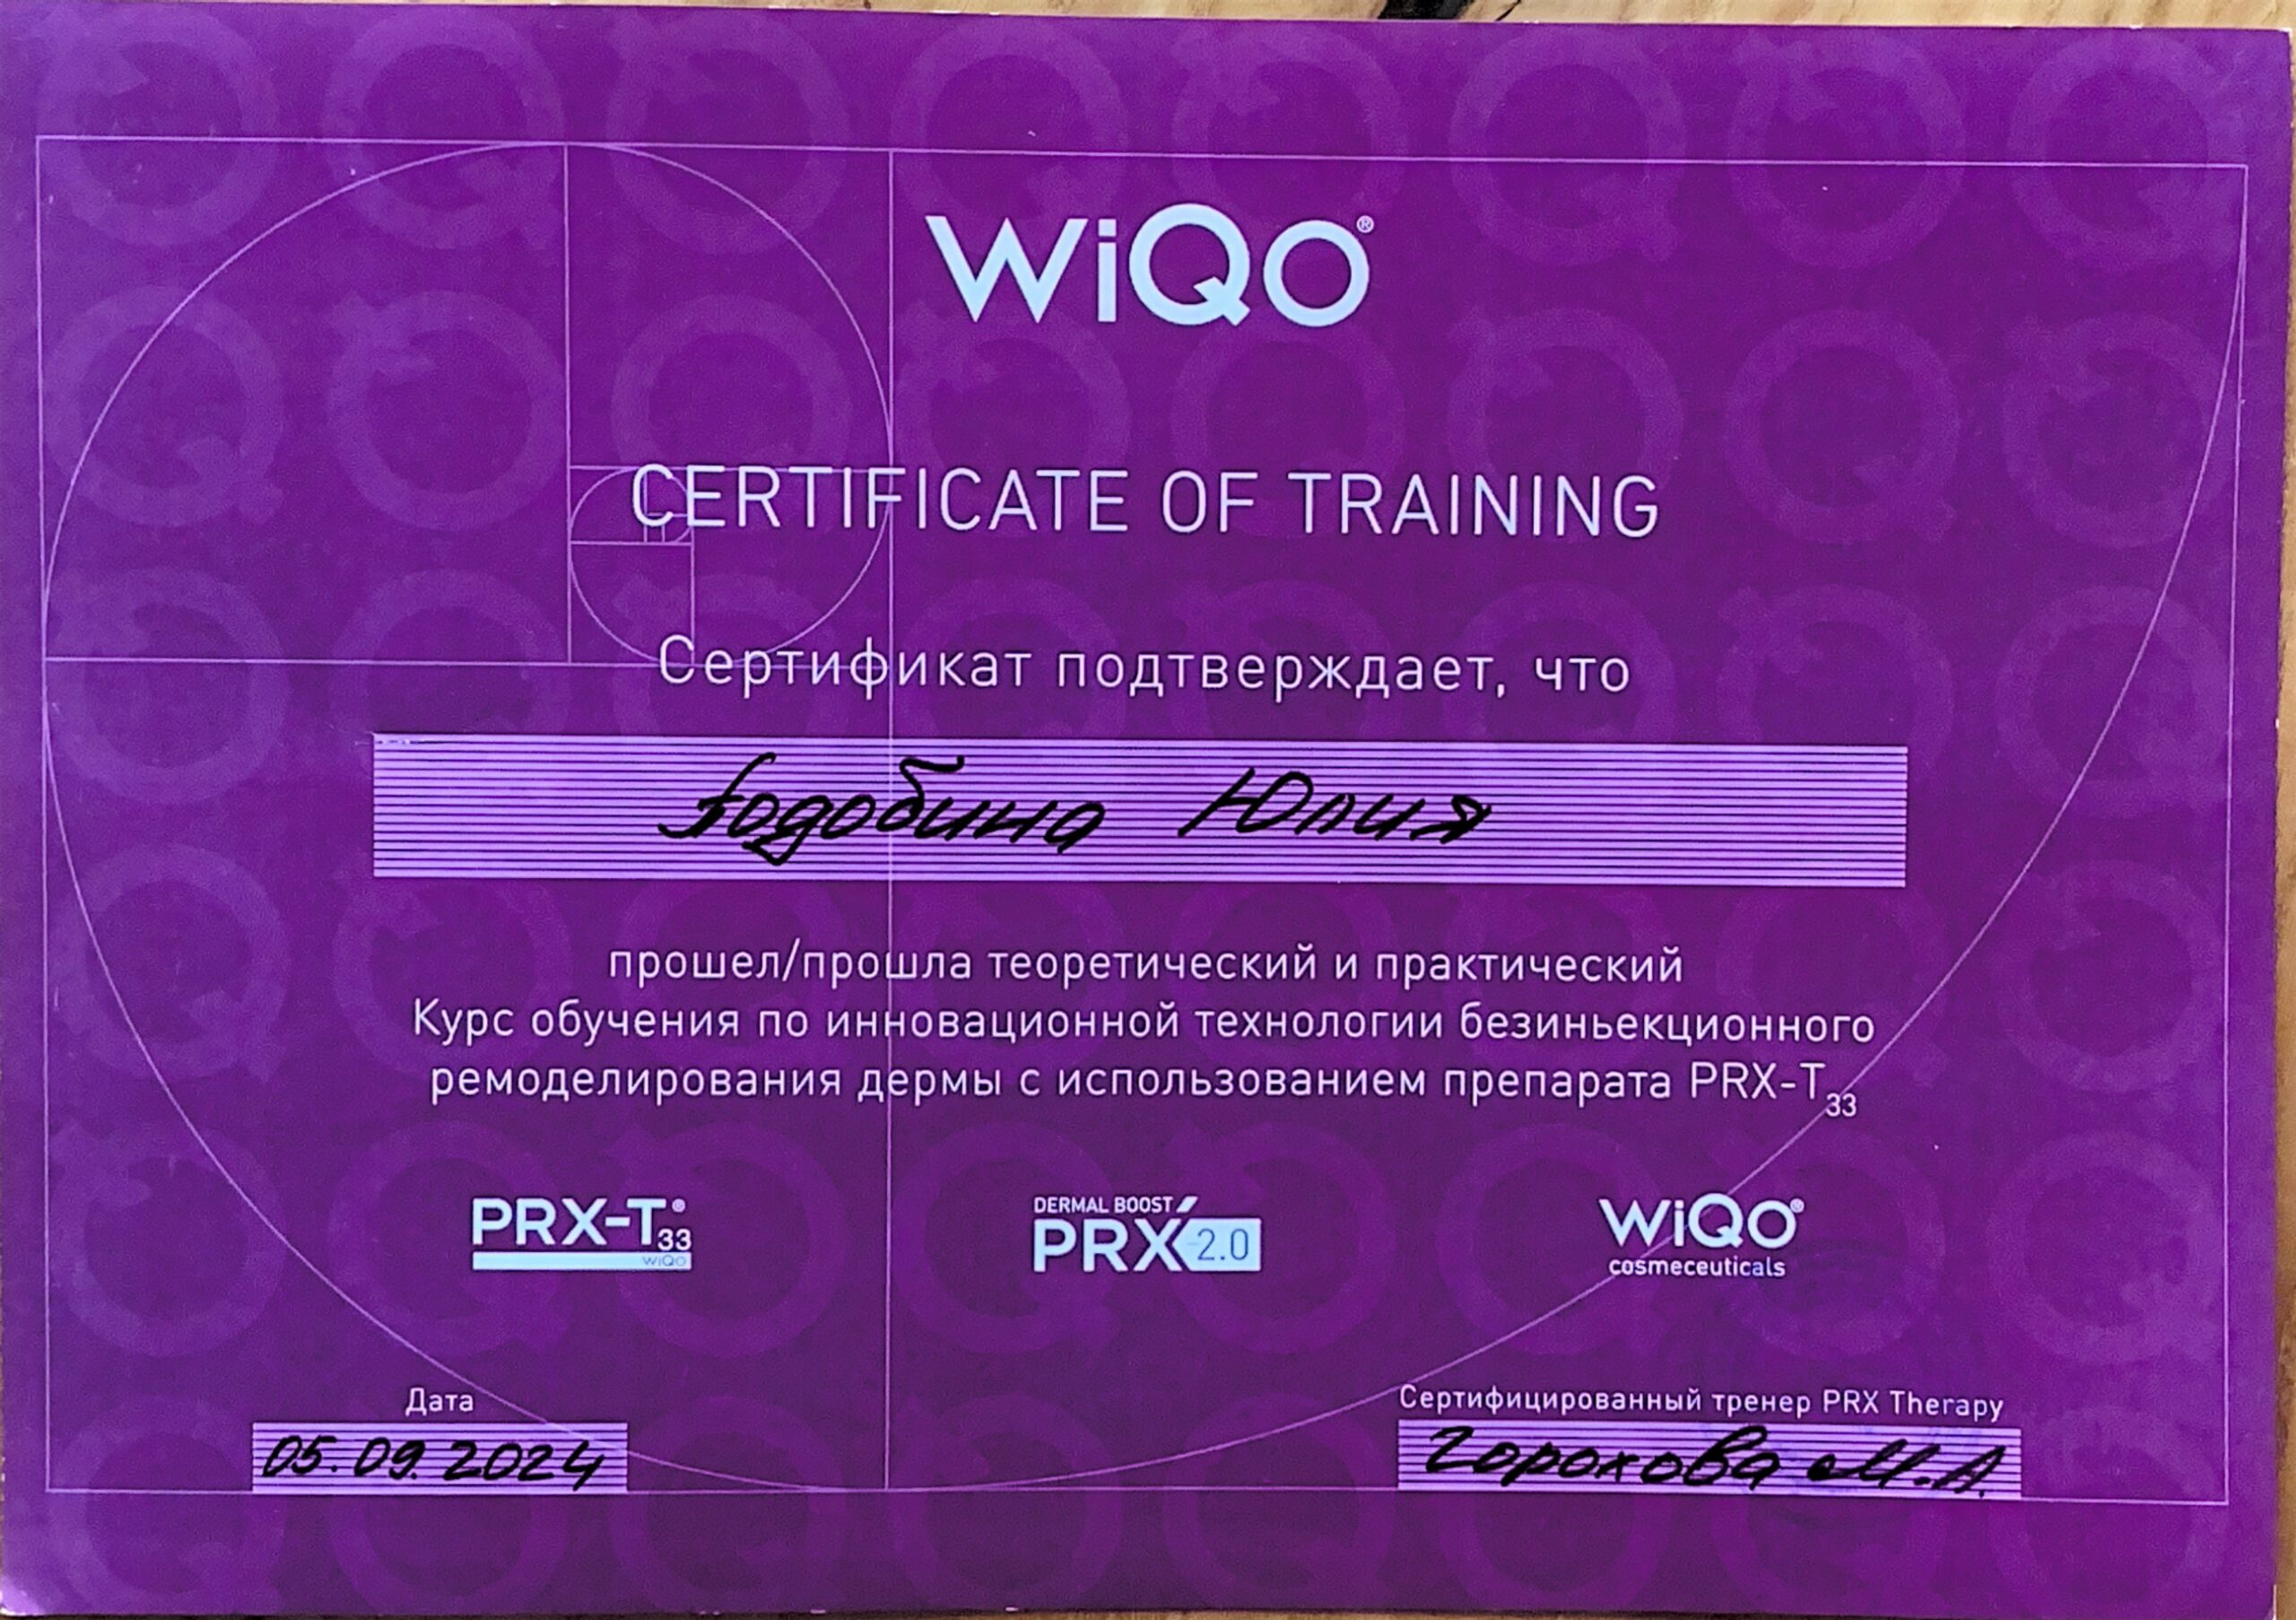 WiQo®
CERTIFICATE OF TRAINING
Сертификат подтверждает, что
Юлия
прошел/прошла теоретический и практический
Курс обучения по инновационной технологии безиньекционного
ремоделирования дермы с использованием препарата PRX-T33
PRX-T33®
WiQo
DERMAL BOOST
PRX 2.0
WiQo®
cosmeceuticals
Дата
05.09.2024
Сертифицированный тренер PRX Therapy
Горохова М.А.